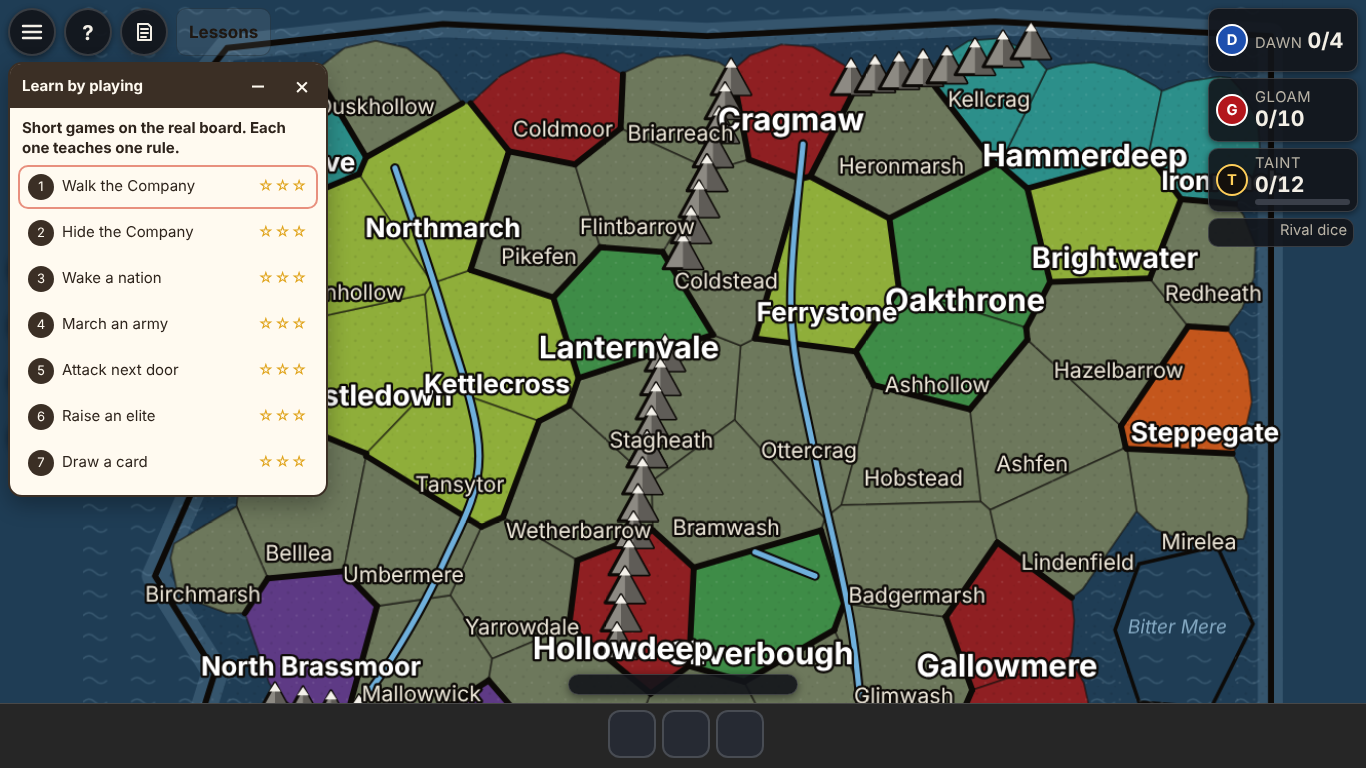 Lessons
Learn by playing
Short games on the real board. Each
one teaches one rule.
1 Walk the Company
2 Hide the Company
3 Wake a nation
4 March an army
5 Attack next door
6 Raise an elite
7 Draw a card
D DAWN 0/4
G GLOAM
0/10
T TAINT
0/12
Rival dice
Duskhollow
Coldmoor
Briarreach
Cragmaw
Kellcrag
Heronmarsh
Hammerdeep
Northmarch
Flintbarrow
Pikefen
Coldstead
Brightwater
Redheath
Ferrystone
Oakthrone
Lanternvale
Kettlecross
Ashhollow
Hazelbarrow
Steppegate
Stagheath
Ottercrag
Hobstead
Ashfen
Tansytor
Wetherbarrow
Bramwash
Mirelea
Belllea
Umbermere
Lindenfield
Birchmarsh
Badgermarsh
Yarrowdale
Bitter Mere
Hollowdeep
North Brassmoor
Gallowmere
Mallowwick
Glimwash